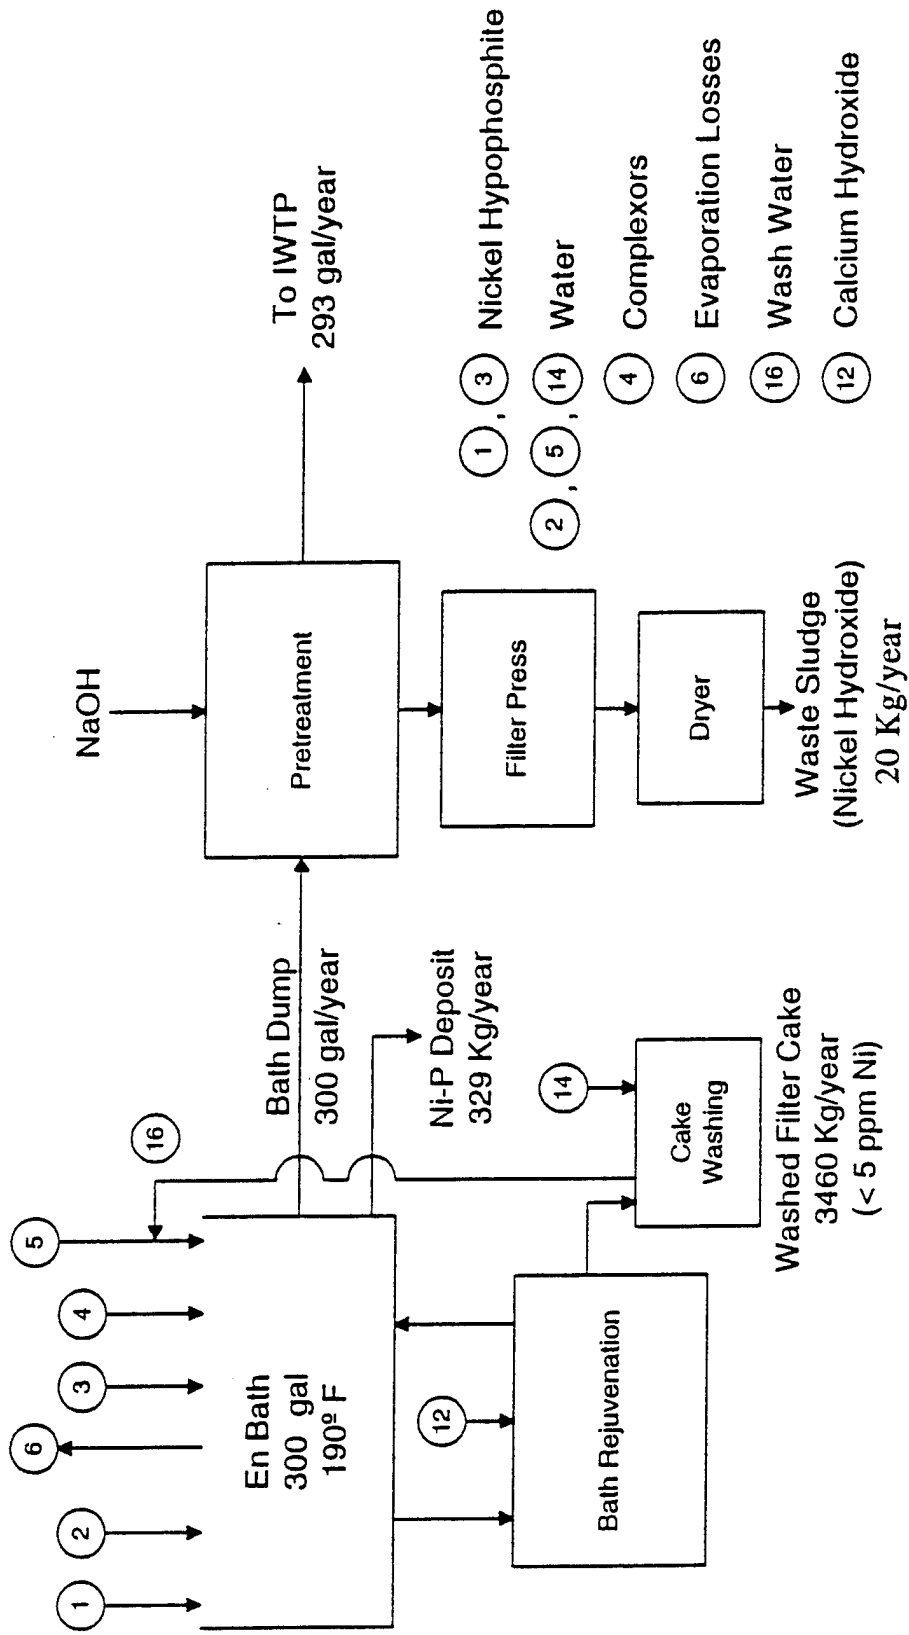 1
2
6
3
4
5
16
En Bath
300 gal
190º F
Bath Dump
300 gal/year
Ni-P Deposit
329 Kg/year
12
Bath Rejuvenation
14
Cake
Washing
Washed Filter Cake
3460 Kg/year
(< 5 ppm Ni)
NaOH
Pretreatment
To IWTP
293 gal/year
Filter Press
Dryer
Waste Sludge
(Nickel Hydroxide)
20 Kg/year
1, 3 Nickel Hypophosphite
2, 5, 14 Water
4 Complexors
6 Evaporation Losses
16 Wash Water
12 Calcium Hydroxide